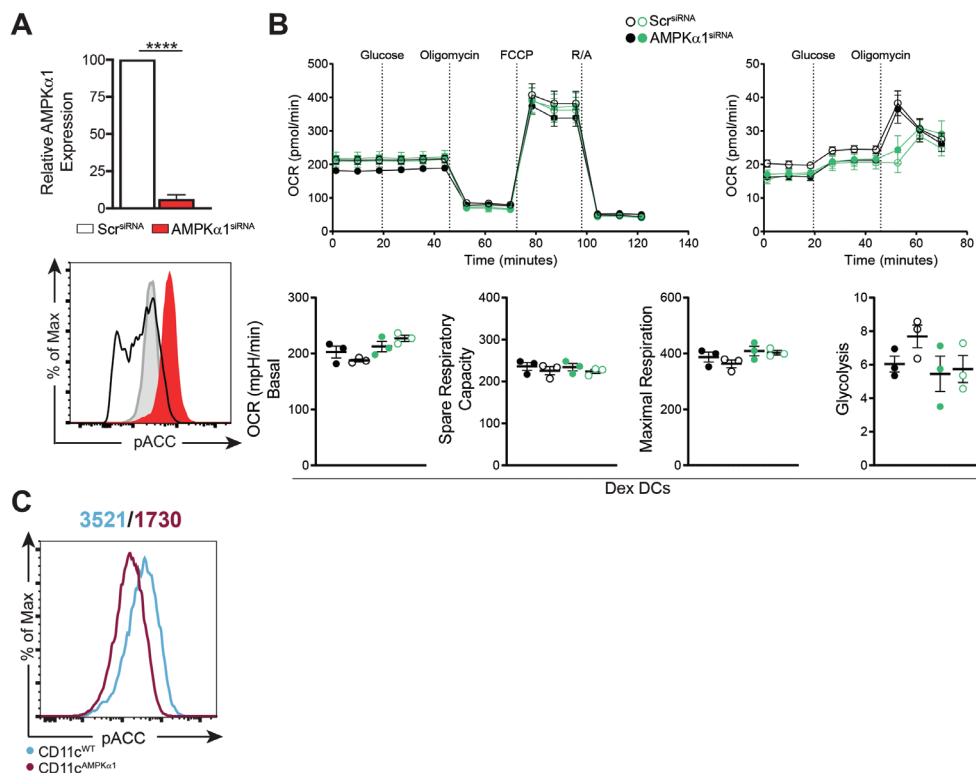 A
****
Relative AMPKα1
Expression
100
75
50
25
0
Scr^siRNA
AMPKα1^siRNA
% of Max
pACC
B
Scr^siRNA
AMPKα1^siRNA
Glucose
Oligomycin
FCCP
R/A
OCR (pmol/min)
500
400
300
200
100
0
0
20
40
60
80
100
120
140
Time (minutes)
Glucose
Oligomycin
OCR (pmol/min)
50
40
30
20
10
0
0
20
40
60
80
Time (minutes)
OCR (mpH/min)
Basal
300
200
100
0
Spare Respiratory
Capacity
400
300
200
100
0
Maximal Respiration
600
400
200
0
Glycolysis
10
8
6
4
2
0
Dex DCs
C
3521/1730
% of Max
pACC
CD11c^WT
CD11c^AMPKα1